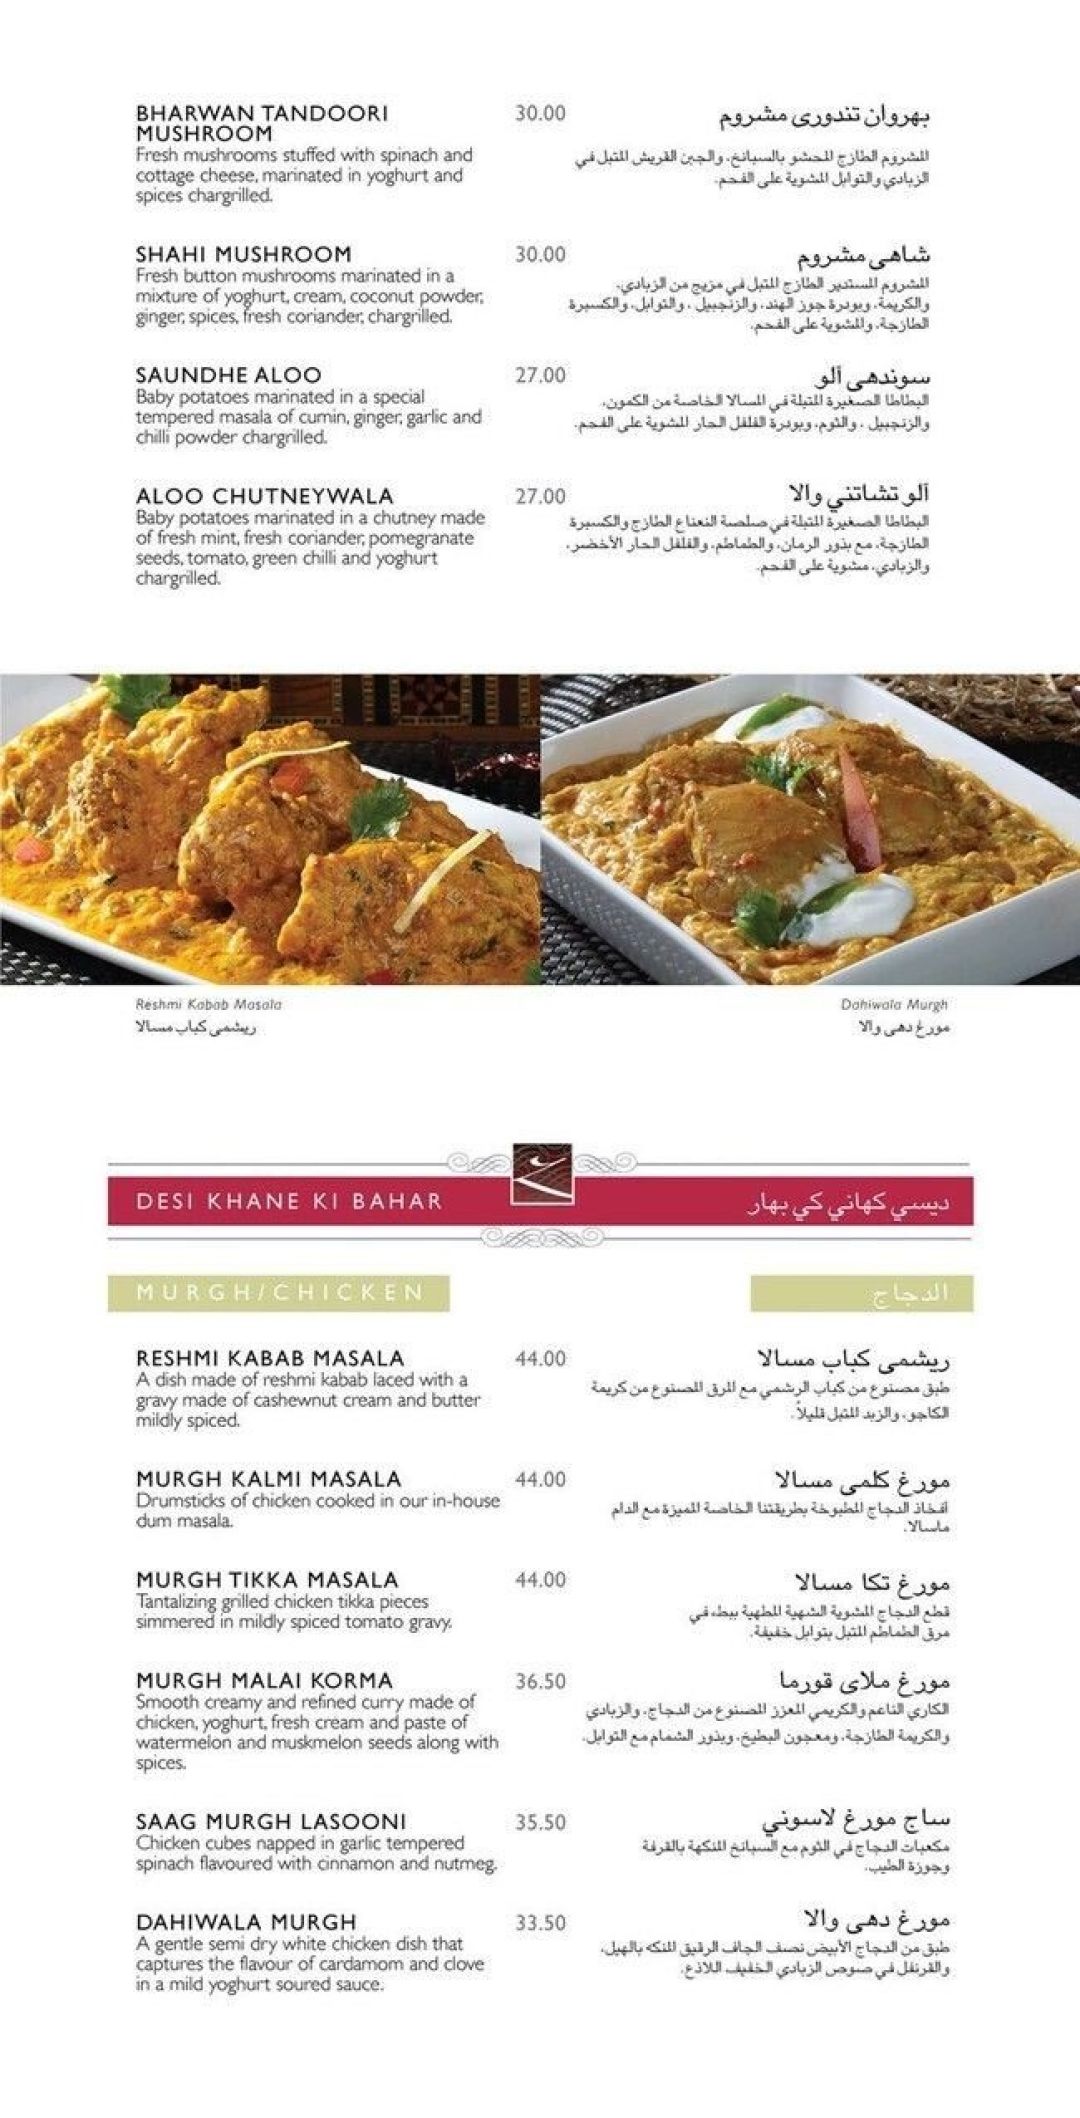 BHARWAN TANDOORI
MUSHROOM
Fresh mushrooms stuffed with spinach and
cottage cheese, marinated in yoghurt and
spices chargrilled.
30.00
بهروان تندوری مشروم
المشروم الطازج المحشو بالسبانخ، والجبن القريش المتبل في
الزبادي والتوابل المشوية على الفحم.
SHAHI MUSHROOM
Fresh button mushrooms marinated in a
mixture of yoghurt, cream, coconut powder,
ginger, spices, fresh coriander, chargrilled.
30.00
شاهی مشروم
المشروم المستدير الطازج المتبل في مزيج من الزبادي،
والكريمة، وبودرة جوز الهند، والزنجبيل ، والتوابل، والكسبرة
الطازجة، والمشوية على الفحم.
SAUNDHE ALOO
Baby potatoes marinated in a special
tempered masala of cumin, ginger, garlic and
chilli powder chargrilled.
27.00
سوندهی آلو
البطاطا الصغيرة المتبلة في المسالا الخاصة من الكمون،
والزنجبيل ، والثوم، وبودرة الفلفل الحار المشوية على الفحم.
ALOO CHUTNEYWALA
Baby potatoes marinated in a chutney made
of fresh mint, fresh coriander, pomegranate
seeds, tomato, green chilli and yoghurt
chargrilled.
27.00
آلو تشاتني والا
البطاطا الصغيرة المتبلة في صلصة النعناع الطازج والكسبرة
الطازجة، مع بذور الرمان، والطماطم، والفلفل الحار الأخضر،
والزبادي، مشوية على الفحم.
Reshmi Kabab Masala
ريشمی كباب مسالا
Dahiwala Murgh
مورغ دهی والا
DESI KHANE KI BAHAR
ديسي كهاني كي بهار
MURGH/CHICKEN
الدجاج
RESHMI KABAB MASALA
A dish made of reshmi kabab laced with a
gravy made of cashewnut cream and butter
mildly spiced.
44.00
ريشمی كباب مسالا
طبق مصنوع من كباب الرشمي مع المرق المصنوع من كريمة
الكاجو، والزبد المتبل قليلاً.
MURGH KALMI MASALA
Drumsticks of chicken cooked in our in-house
dum masala.
44.00
مورغ كلمی مسالا
أفخاذ الدجاج المطبوخة بطريقتنا الخاصة المميزة مع الدام
ماسالا.
MURGH TIKKA MASALA
Tantalizing grilled chicken tikka pieces
simmered in mildly spiced tomato gravy.
44.00
مورغ تكا مسالا
قطع الدجاج المشوية الشهية المطهية ببطء في
مرق الطماطم المتبل بتوابل خفيفة.
MURGH MALAI KORMA
Smooth creamy and refined curry made of
chicken, yoghurt, fresh cream and paste of
watermelon and muskmelon seeds along with
spices.
36.50
مورغ ملای قورما
الكاري الناعم والكريمي المعزز المصنوع من الدجاج، والزبادي
والكريمة الطازجة، ومعجون البطيخ، وبذور الشمام مع التوابل.
SAAG MURGH LASOONI
Chicken cubes napped in garlic tempered
spinach flavoured with cinnamon and nutmeg.
35.50
ساج مورغ لاسوني
مكعبات الدجاج في الثوم مع السبانخ المنكهة بالقرفة
وجوزة الطيب.
DAHIWALA MURGH
A gentle semi dry white chicken dish that
captures the flavour of cardamom and clove
in a mild yoghurt soured sauce.
33.50
مورغ دهی والا
طبق من الدجاج الأبيض نصف الجاف الرقيق المنكه بالهيل،
والقرنفل في صوص الزبادي الخفيف اللاذع.